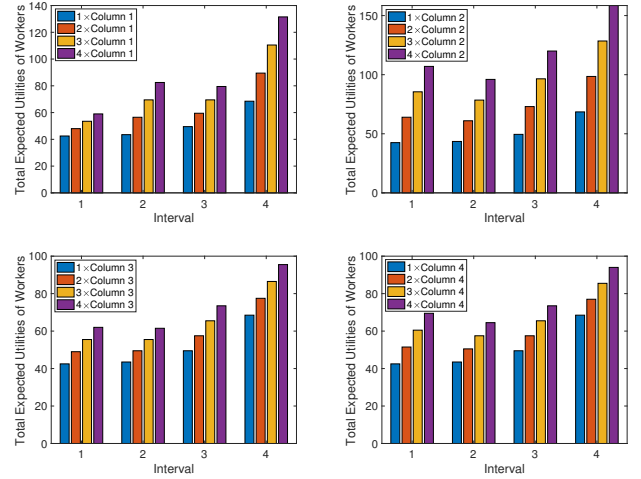 Total Expected Utilities of Workers
140
120
100
80
60
40
20
0
1×Column 1
2×Column 1
3×Column 1
4×Column 1
1 2 3 4
Interval
Total Expected Utilities of Workers
150
100
50
0
1×Column 2
2×Column 2
3×Column 2
4×Column 2
1 2 3 4
Interval
Total Expected Utilities of Workers
100
80
60
40
20
0
1×Column 3
2×Column 3
3×Column 3
4×Column 3
1 2 3 4
Interval
Total Expected Utilities of Workers
100
80
60
40
20
0
1×Column 4
2×Column 4
3×Column 4
4×Column 4
1 2 3 4
Interval